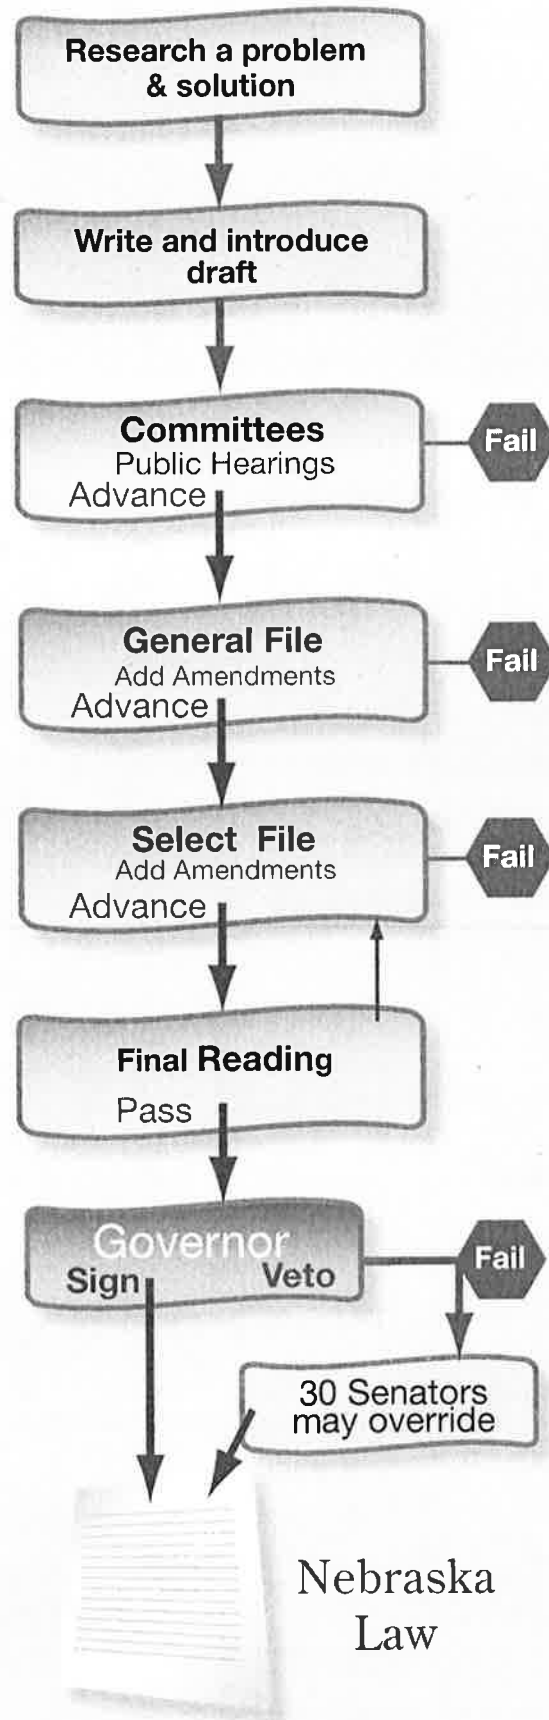 Research a problem
& solution
Write and introduce
draft
Committees
Public Hearings
Advance
Fail
General File
Add Amendments
Advance
Fail
Select File
Add Amendments
Advance
Fail
Final Reading
Pass
Governor
Sign Veto
Fail
30 Senators
may override
Nebraska
Law